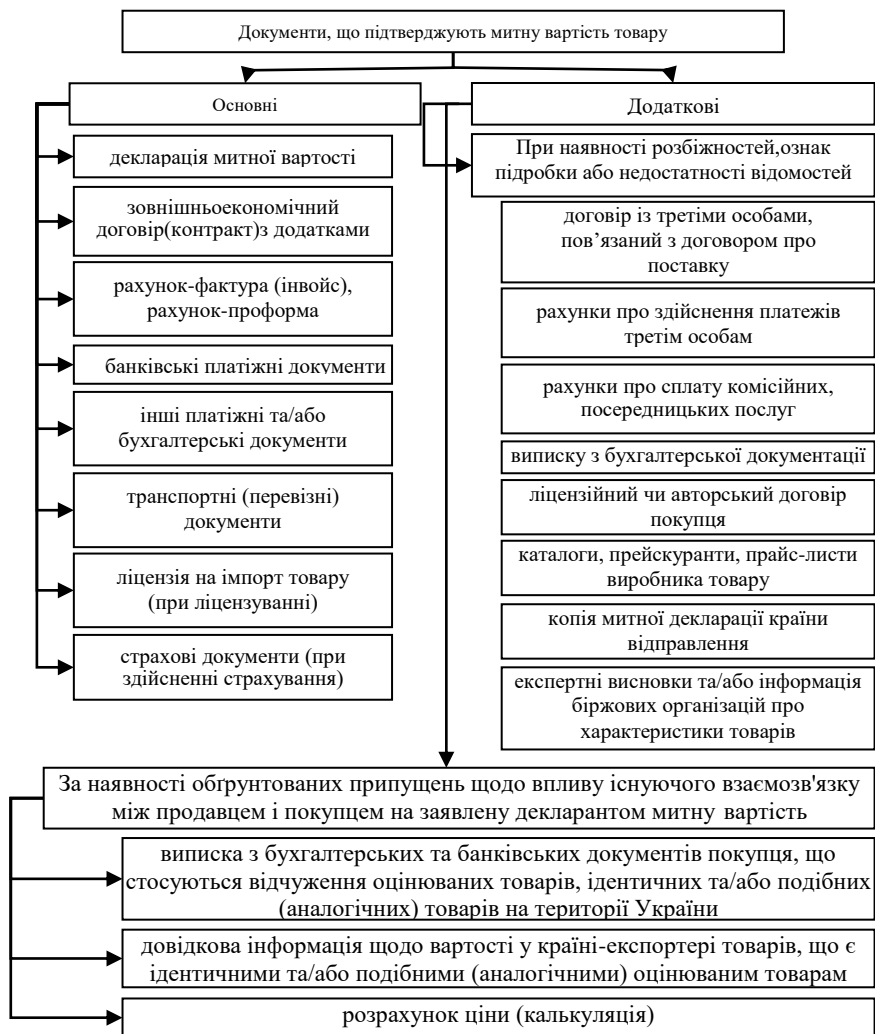 Документи, що підтверджують митну вартість товару
Основні
декларація митної вартості
зовнішньоекономічний
договір(контракт)з додатками
рахунок-фактура (інвойс),
рахунок-проформа
банківські платіжні документи
інші платіжні та/або
бухгалтерські документи
транспортні (перевізні)
документи
ліцензія на імпорт товару
(при ліцензуванні)
страхові документи (при
здійсненні страхування)
Додаткові
При наявності розбіжностей,ознак
підробки або недостатності відомостей
договір із третіми особами,
пов’язаний з договором про
поставку
рахунки про здійснення платежів
третім особам
рахунки про сплату комісійних,
посередницьких послуг
виписку з бухгалтерської документації
ліцензійний чи авторський договір
покупця
каталоги, прейскуранти, прайс-листи
виробника товару
копія митної декларації країни
відправлення
експертні висновки та/або інформація
біржових організацій про
характеристики товарів
За наявності обґрунтованих припущень щодо впливу існуючого взаємозв'язку
між продавцем і покупцем на заявлену декларантом митну вартість
виписка з бухгалтерських та банківських документів покупця, що
стосуються відчуження оцінюваних товарів, ідентичних та/або подібних
(аналогічних) товарів на території України
довідкова інформація щодо вартості у країні-експортері товарів, що є
ідентичними та/або подібними (аналогічними) оцінюваним товарам
розрахунок ціни (калькуляція)